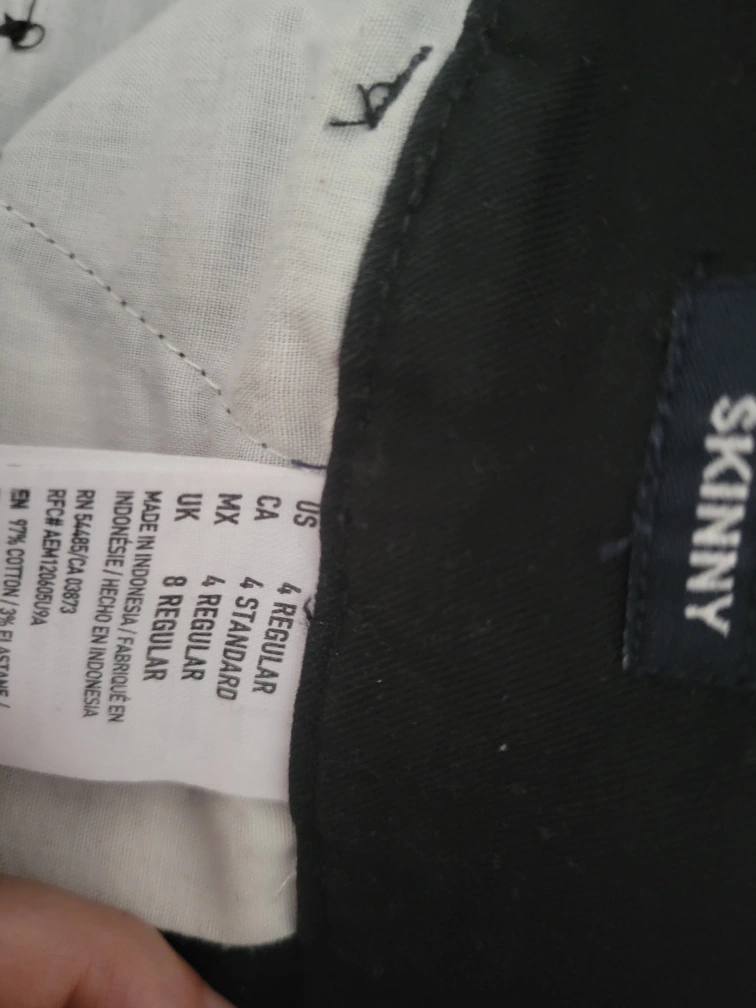 US 4 REGULAR
CA 4 STANDARD
MX 4 REGULAR
UK 8 REGULAR
MADE IN INDONESIA / FABRIQUÉ EN
INDONÉSIE / HECHO EN INDONESIA
RN 54485/CA 03873
RFC# AEM120605U9A
EN 97% COTTON / 3% ELASTANE /
SKINNY